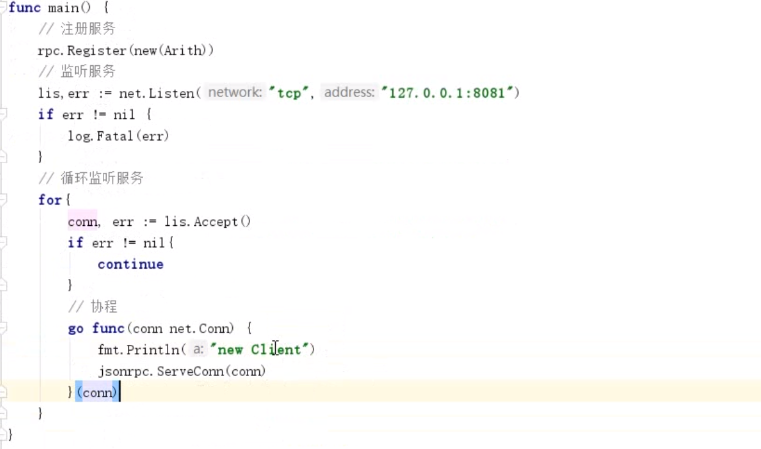 func main() {
// 注册服务
rpc.Register(new(Arith))
// 监听服务
lis,err := net.Listen( network: "tcp", address: "127.0.0.1:8081")
if err != nil {
log.Fatal(err)
}
// 循环监听服务
for{
conn, err := lis.Accept()
if err != nil{
continue
}
// 协程
go func(conn net.Conn) {
fmt.Println( a: "new Client")
jsonrpc.ServeConn(conn)
}(conn)
}
}